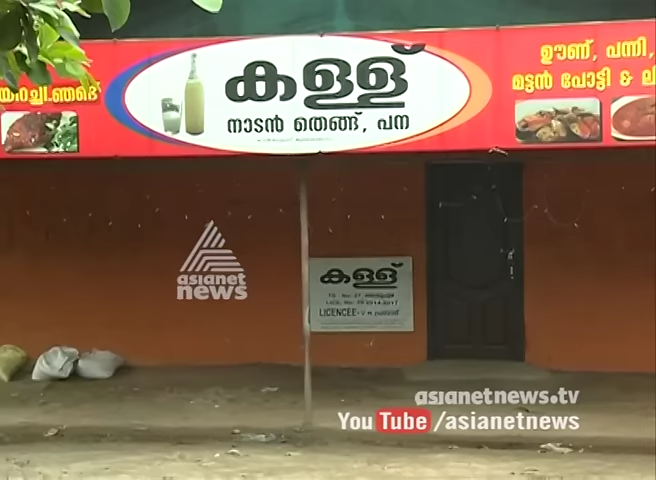 കള്ള്
നാടൻ തെങ്ങ്, പന
ഊണ്, പന്നി,
മട്ടൻ പോട്ടി & ലി
asianet
news
കള്ള്
LICENCEE-
asianetnews.tv
YouTube/asianetnews